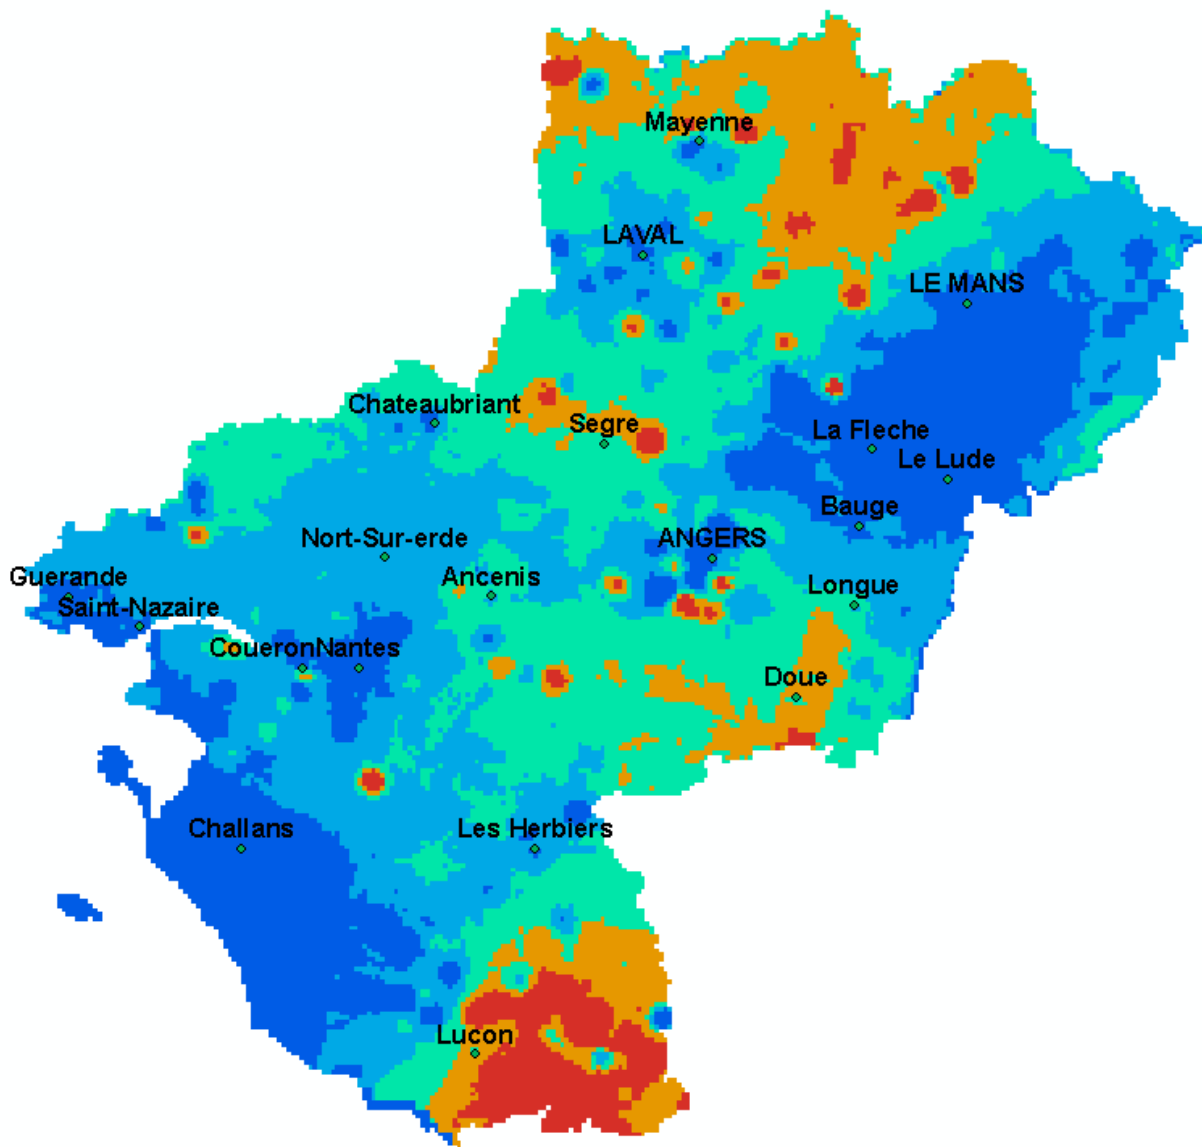 Mayenne
LAVAL
LE MANS
Chateaubriant
Segre
La Fleche
Le Lude
Bauge
Nort-Sur-erde
ANGERS
Guerande
Ancenis
Longue
Saint-Nazaire
CoueronNantes
Doue
Challans
Les Herbiers
Lucon